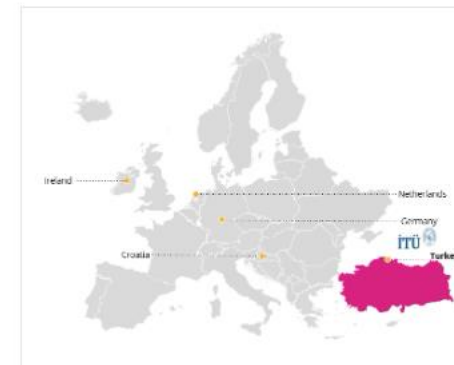 Ireland
Netherlands
Germany
İTÜ
Croatia
Turke